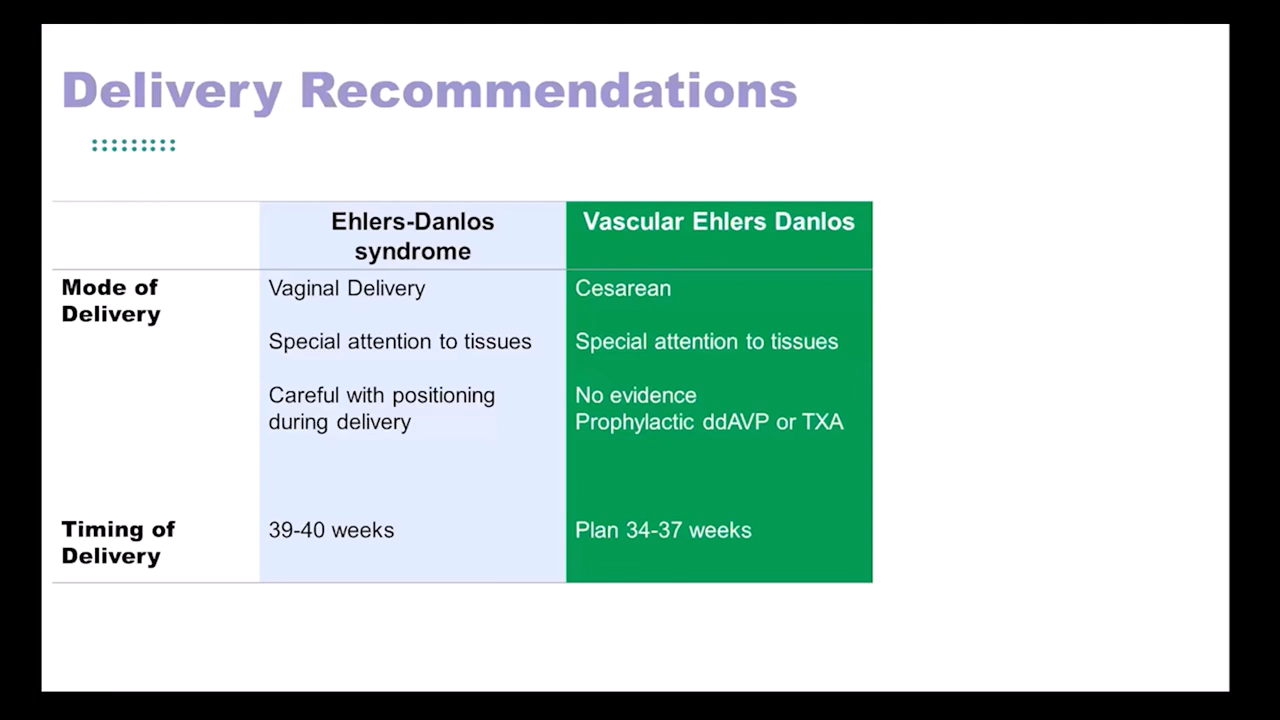 Delivery Recommendations
Ehlers-Danlos
syndrome
Vascular Ehlers Danlos
Mode of
Delivery
Vaginal Delivery
Special attention to tissues
Careful with positioning
during delivery
Cesarean
Special attention to tissues
No evidence
Prophylactic ddAVP or TXA
Timing of
Delivery
39-40 weeks
Plan 34-37 weeks